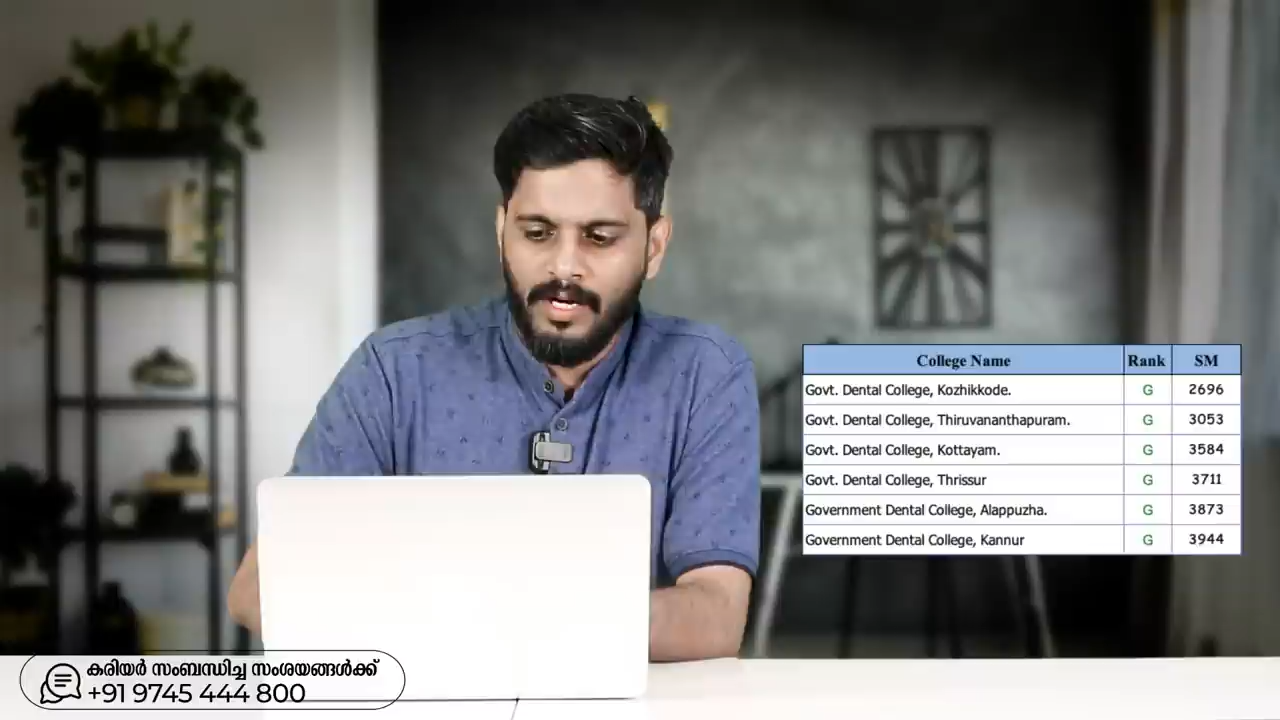 College Name Rank SM
Govt. Dental College, Kozhikkode. G 2696
Govt. Dental College, Thiruvananthapuram. G 3053
Govt. Dental College, Kottayam. G 3584
Govt. Dental College, Thrissur G 3711
Government Dental College, Alappuzha. G 3873
Government Dental College, Kannur G 3944
കരിയർ സംബന്ധിച്ച സംശയങ്ങൾക്ക്
+91 9745 444 800